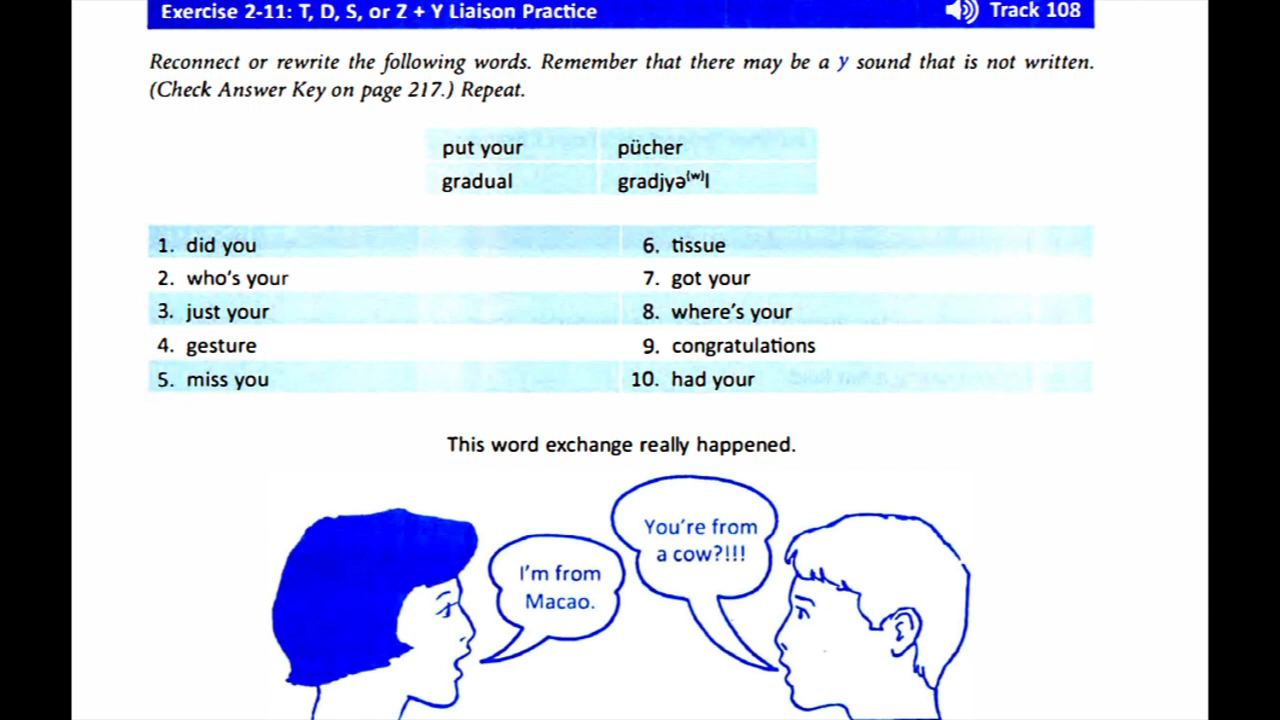 Exercise 2-11: T, D, S, or Z + Y Liaison Practice Track 108
Reconnect or rewrite the following words. Remember that there may be a y sound that is not written.
(Check Answer Key on page 217.) Repeat.
put your pücher
gradual gradjyə⁽ʷ⁾l
1. did you 6. tissue
2. who's your 7. got your
3. just your 8. where's your
4. gesture 9. congratulations
5. miss you 10. had your
This word exchange really happened.
I'm from
Macao.
You're from
a cow?!!!